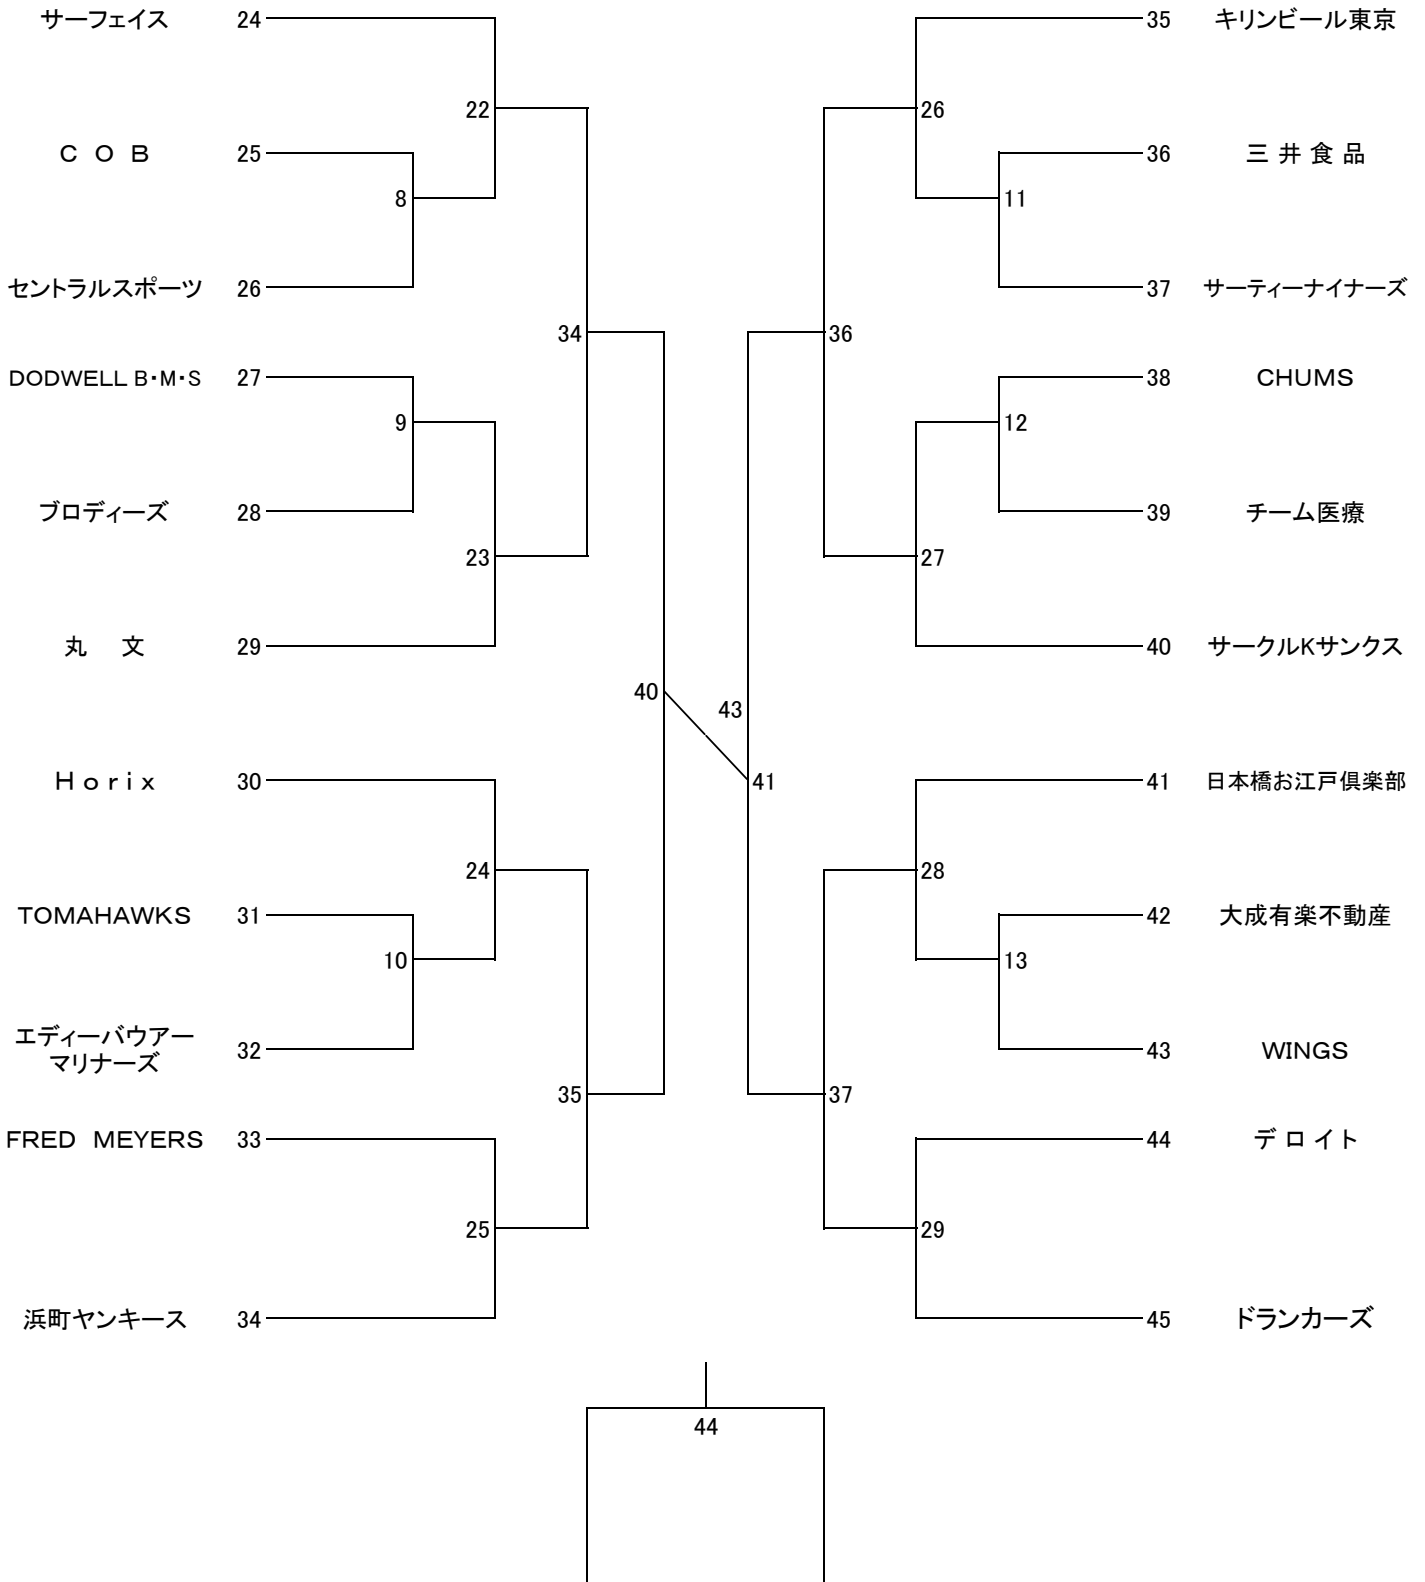 サーフェイス 24
22
Ｃ Ｏ Ｂ 25
8
セントラルスポーツ 26
34
DODWELL B・M・S 27
9
ブロディーズ 28
23
丸　文 29
40
Ｈｏｒｉｘ 30
24
TOMAHAWKS 31
10
エディーバウアー
マリナーズ 32
35
FRED MEYERS 33
25
浜町ヤンキース 34
35 キリンビール東京
26
36 三井食品
11
37 サーティーナイナーズ
36
38 CHUMS
12
39 チーム医療
27
40 サークルKサンクス
43
41
41 日本橋お江戸倶楽部
28
42 大成有楽不動産
13
43 WINGS
37
44 デロイト
29
45 ドランカーズ
44